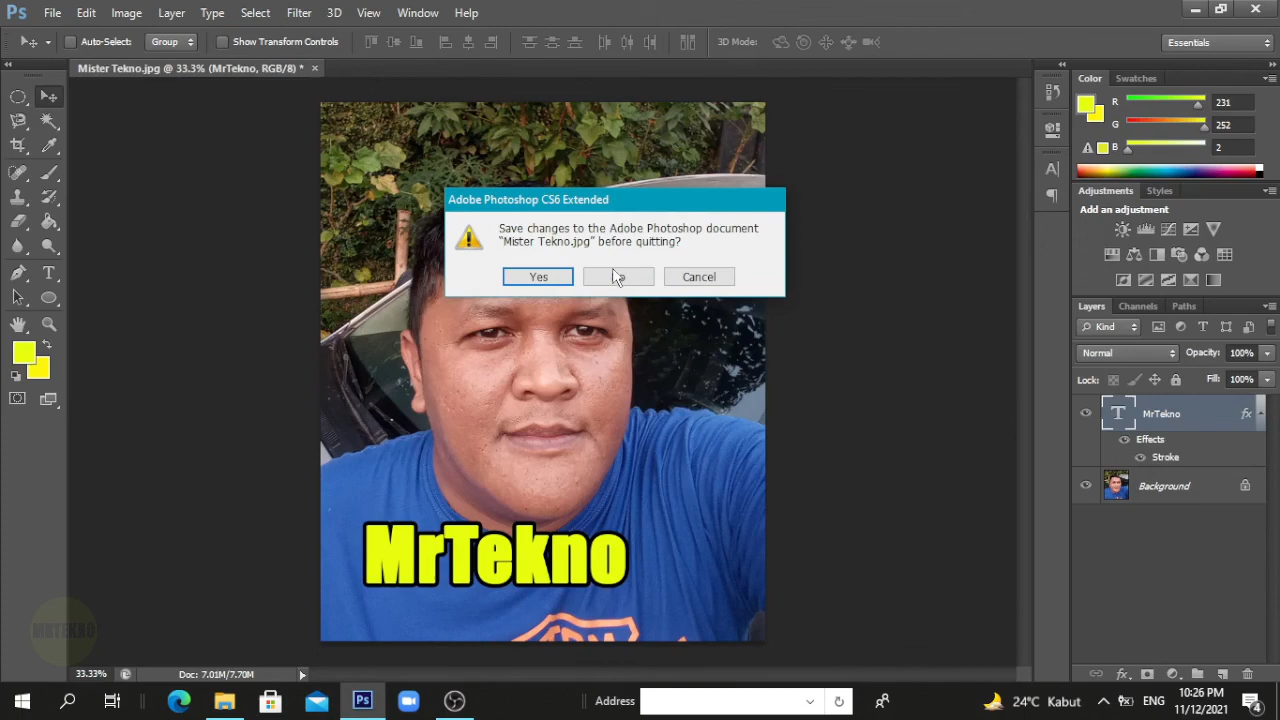 Ps File Edit Image Layer Type Select Filter 3D View Window Help
Auto-Select: Group Show Transform Controls 3D Mode: Essentials
Mister Tekno.jpg @ 33.3% (MrTekno, RGB/8) * ×
Color Swatches
R 231
G 252
B 2
Adobe Photoshop CS6 Extended
Save changes to the Adobe Photoshop document
“Mister Tekno.jpg” before quitting?
Yes Cancel
Adjustments Styles
Add an adjustment
Layers Channels Paths
Kind
Normal Opacity: 100%
Lock: Fill: 100%
T MrTekno fx
Effects
Stroke
Background
MrTekno
MRTEKNO
33.33% Doc: 7.01M/7.70M
Ps Address 24°C Kabut ENG 10:26 PM
11/12/2021 4